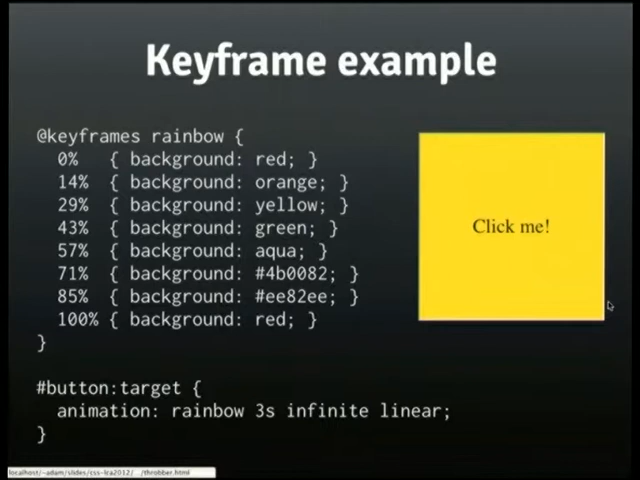 Keyframe example
@keyframes rainbow {
0% { background: red; }
14% { background: orange; }
29% { background: yellow; }
43% { background: green; }
57% { background: aqua; }
71% { background: #4b0082; }
85% { background: #ee82ee; }
100% { background: red; }
}
Click me!
#button:target {
animation: rainbow 3s infinite linear;
}
localhost/~adam/slides/css-lra2012/.../throbber.html